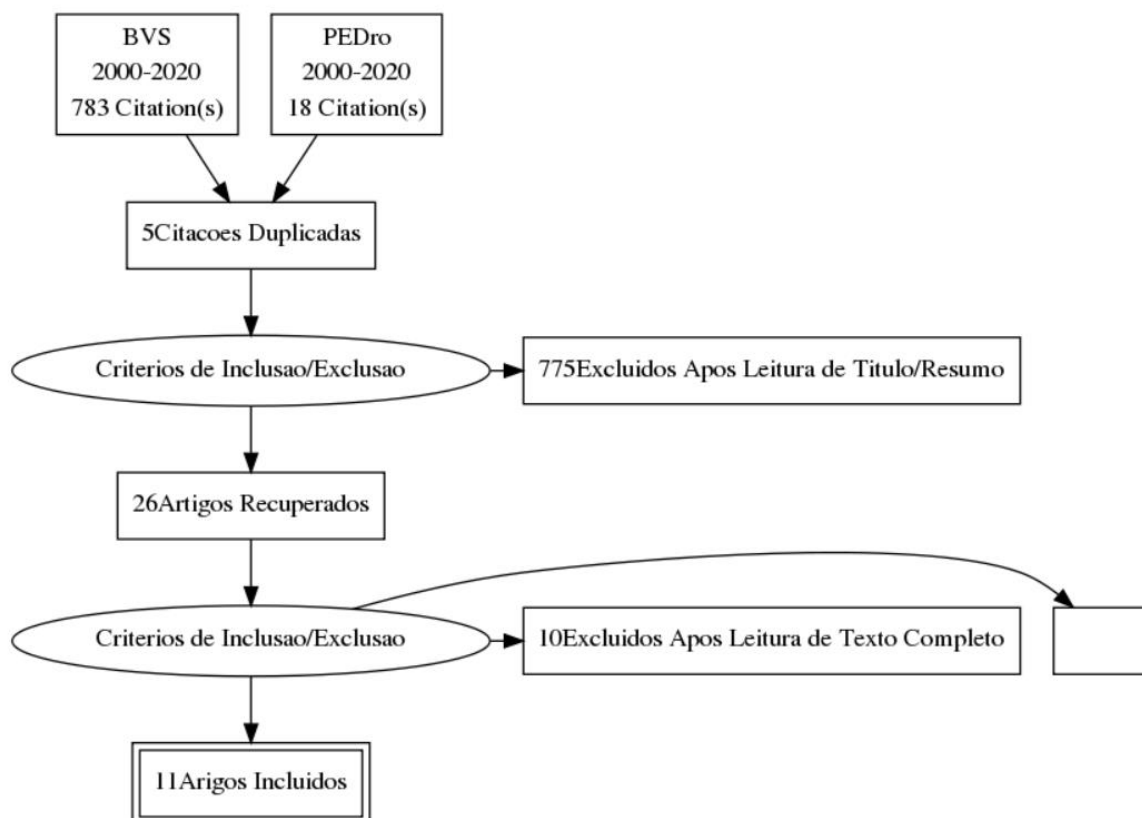 BVS
2000-2020
783 Citation(s)
PEDro
2000-2020
18 Citation(s)
5Citacoes Duplicadas
Criterios de Inclusao/Exclusao
775Excluidos Apos Leitura de Titulo/Resumo
26Artigos Recuperados
Criterios de Inclusao/Exclusao
10Excluidos Apos Leitura de Texto Completo
11Arigos Incluidos